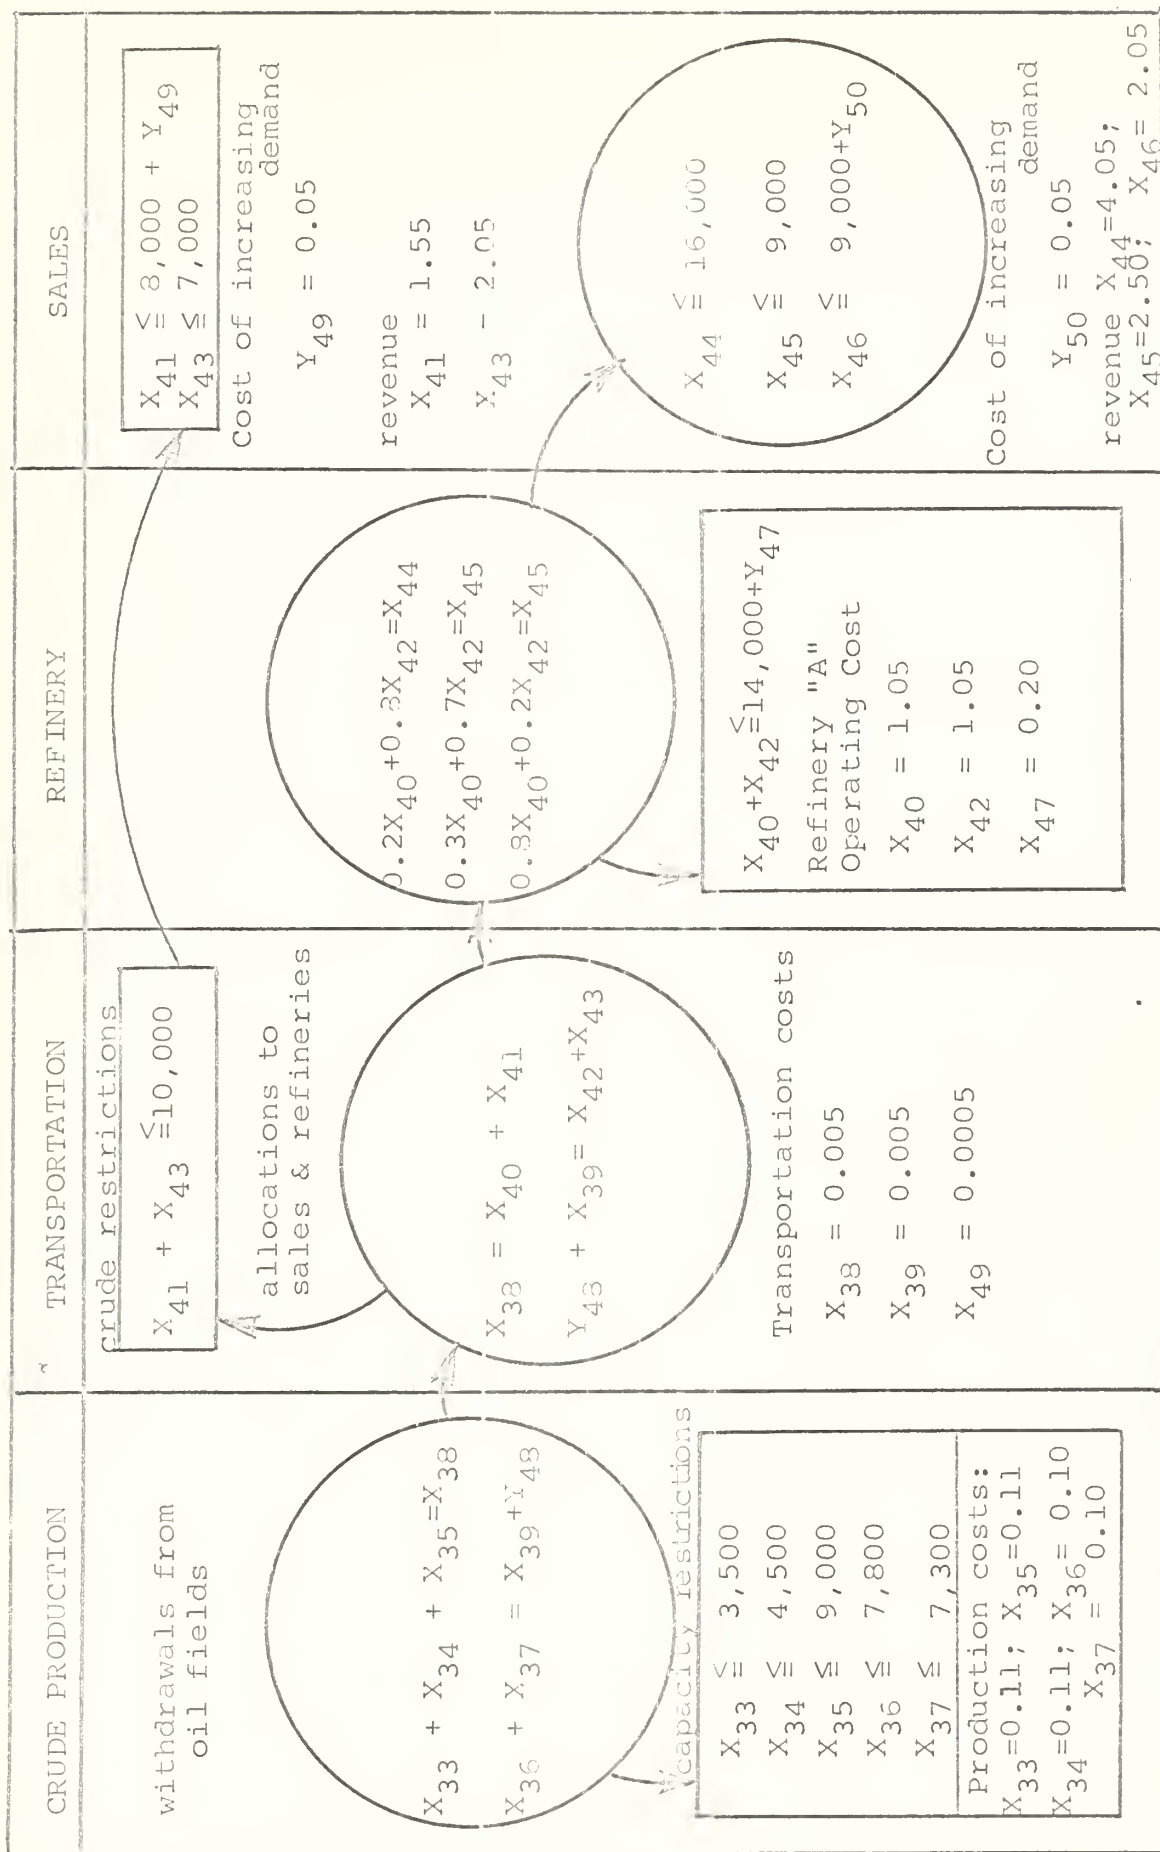 CRUDE PRODUCTION
withdrawals from
oil fields
X33 + X34 + X35=X38
X36 + X37 = X39+Y48
capacity restrictions
X33 ≤ 3,500
X34 ≤ 4,500
X35 ≤ 9,000
X36 ≤ 7,800
X37 ≤ 7,300
Production costs:
X33=0.11; X35=0.11
X34=0.11; X36= 0.10
X37 = 0.10
TRANSPORTATION
crude restrictions
X41 + X43 ≤10,000
allocations to
sales & refineries
X38 = X40 + X41
Y43 + X39= X42+X43
Transportation costs
X38 = 0.005
X39 = 0.005
X49 = 0.0005
REFINERY
0.2X40+0.3X42=X44
0.3X40+0.7X42=X45
0.8X40+0.2X42=X45
X40+X42≤14,000+Y47
Refinery "A"
Operating Cost
X40 = 1.05
X42 = 1.05
X47 = 0.20
SALES
X41 ≤ 8,000 + Y49
X43 ≤ 7,000
Cost of increasing
demand
Y49 = 0.05
revenue
X41 = 1.55
X43 - 2.05
X44 ≤ 16,000
X45 ≤ 9,000
X46 ≤ 9,000+Y50
Cost of increasing
demand
Y50 = 0.05
revenue X44=4.05;
X45=2.50; X46= 2.05